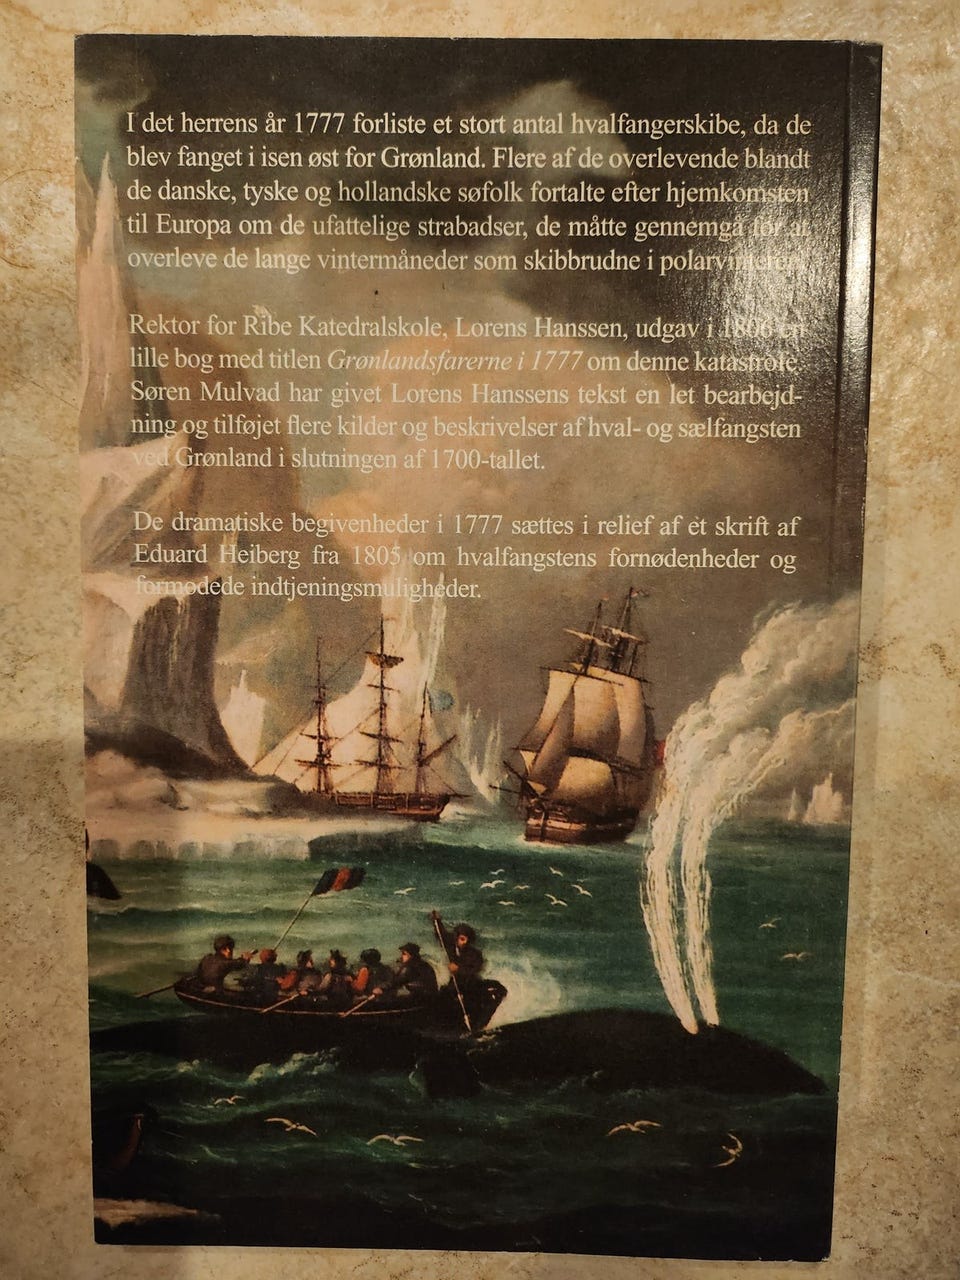 I det herrens år 1777 forliste et stort antal hvalfangerskibe, da de
blev fanget i isen øst for Grønland. Flere af de overlevende blandt
de danske, tyske og hollandske søfolk fortalte efter hjemkomsten
til Europa om de ufattelige strabadser, de måtte gennemgå for at
overleve de lange vintermåneder som skibbrudne i polarvinteren.
Rektor for Ribe Katedralskole, Lorens Hanssen, udgav i 1806 en
lille bog med titlen Grønlandsfarerne i 1777 om denne katastrofe.
Søren Mulvad har givet Lorens Hanssens tekst en let bearbejd-
ning og tilføjet flere kilder og beskrivelser af hval- og sælfangsten
ved Grønland i slutningen af 1700-tallet.
De dramatiske begivenheder i 1777 sættes i relief af et skrift af
Eduard Heiberg fra 1805 om hvalfangstens fornødenheder og
formodede indtjeningsmuligheder.